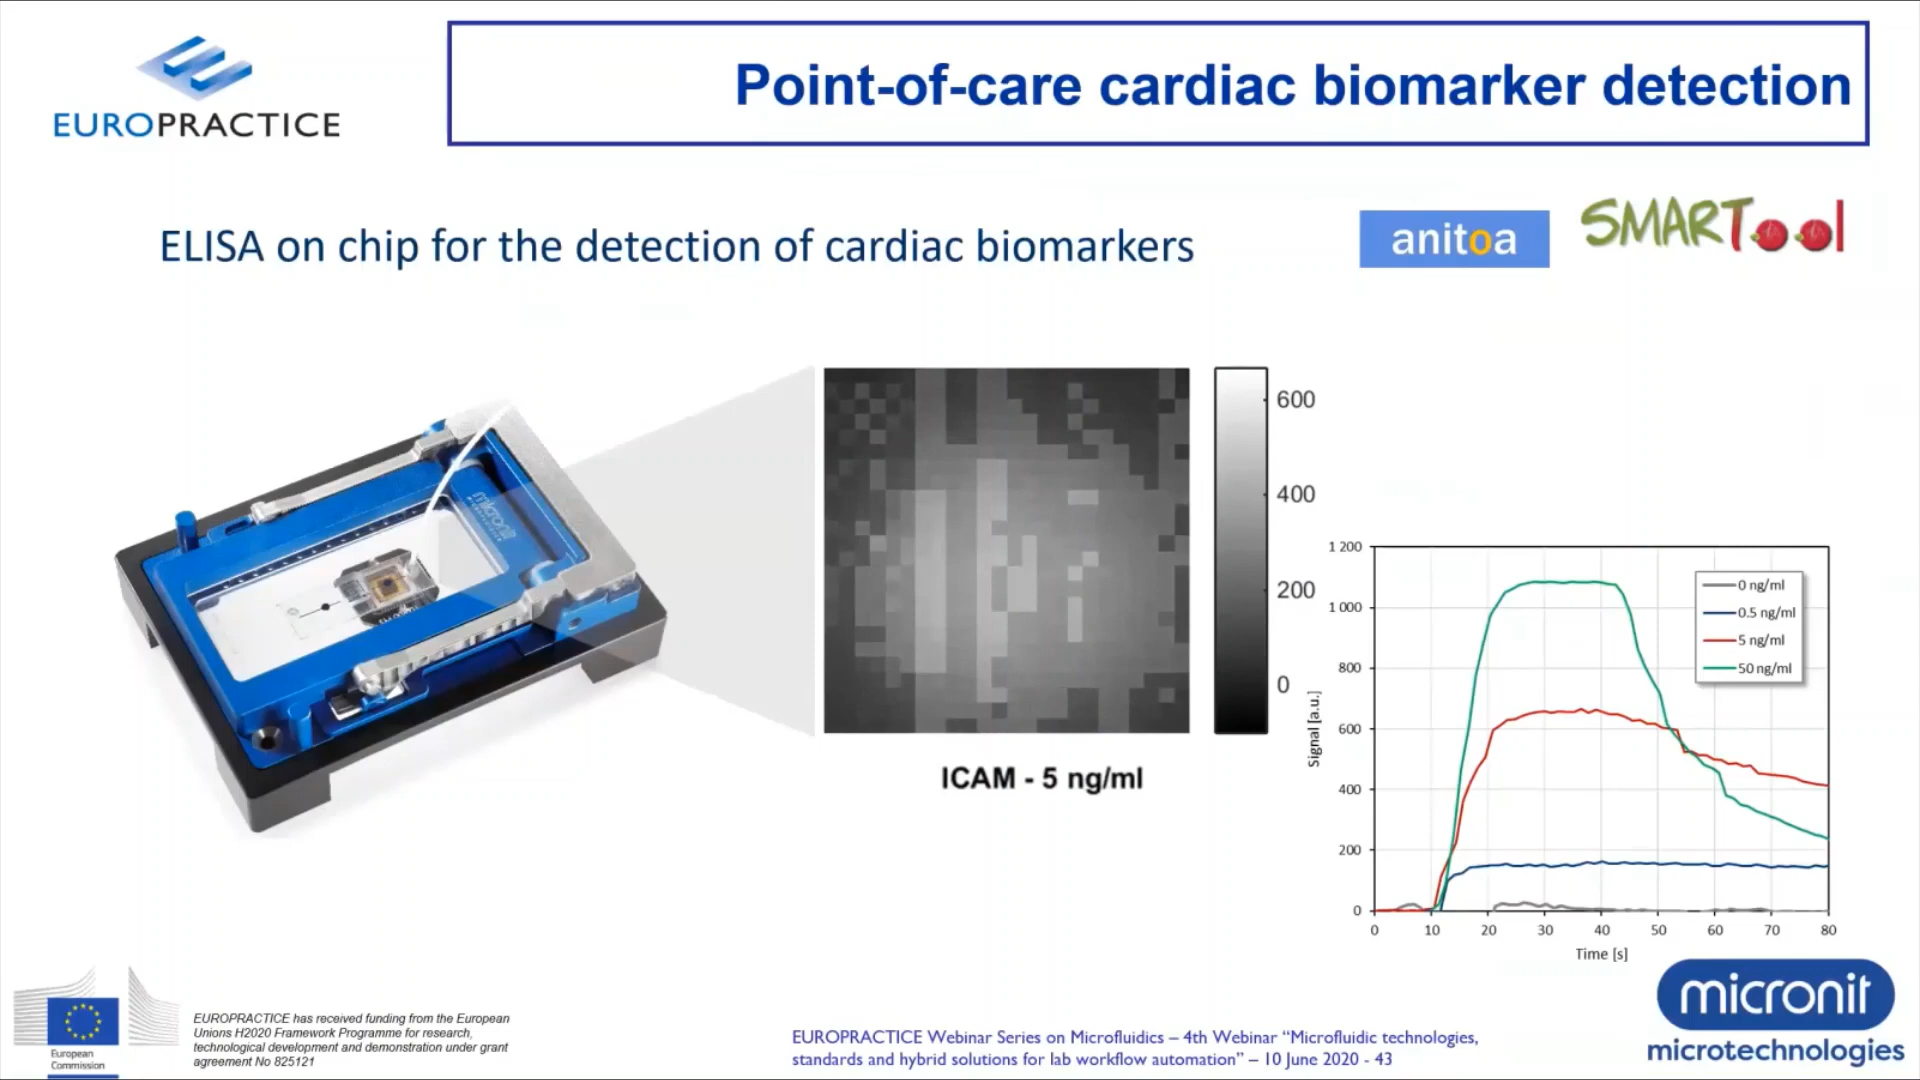 EUROPRACTICE
Point-of-care cardiac biomarker detection
ELISA on chip for the detection of cardiac biomarkers
anitoa
SMARTool
micronit
600
400
200
0
ICAM - 5 ng/ml
1 200
1 000
800
600
400
200
0
Signal [a.u.]
0 ng/ml
0.5 ng/ml
5 ng/ml
50 ng/ml
0 10 20 30 40 50 60 70 80
Time [s]
European
Commission
EUROPRACTICE has received funding from the European
Unions H2020 Framework Programme for research,
technological development and demonstration under grant
agreement No 825121
EUROPRACTICE Webinar Series on Microfluidics – 4th Webinar “Microfluidic technologies,
standards and hybrid solutions for lab workflow automation” – 10 June 2020 - 43
micronit
microtechnologies